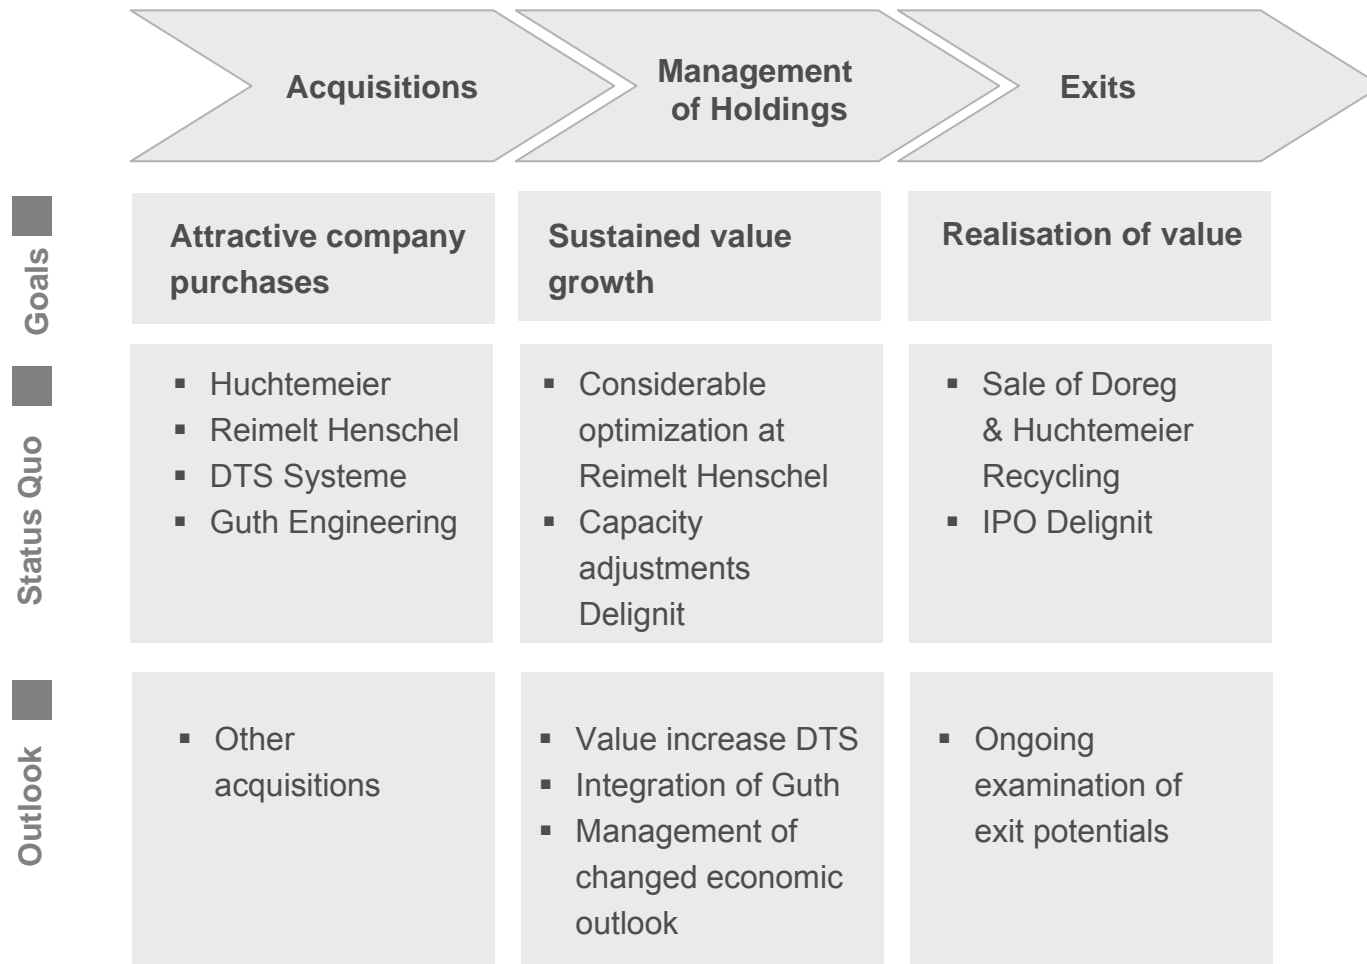 Acquisitions
Management
of Holdings
Exits
Goals
Attractive company
purchases
Sustained value
growth
Realisation of value
Status Quo
▪ Huchtemeier
▪ Reimelt Henschel
▪ DTS Systeme
▪ Guth Engineering
▪ Considerable
optimization at
Reimelt Henschel
▪ Capacity
adjustments
Delignit
▪ Sale of Doreg
& Huchtemeier
Recycling
▪ IPO Delignit
Outlook
▪ Other
acquisitions
▪ Value increase DTS
▪ Integration of Guth
▪ Management of
changed economic
outlook
▪ Ongoing
examination of
exit potentials